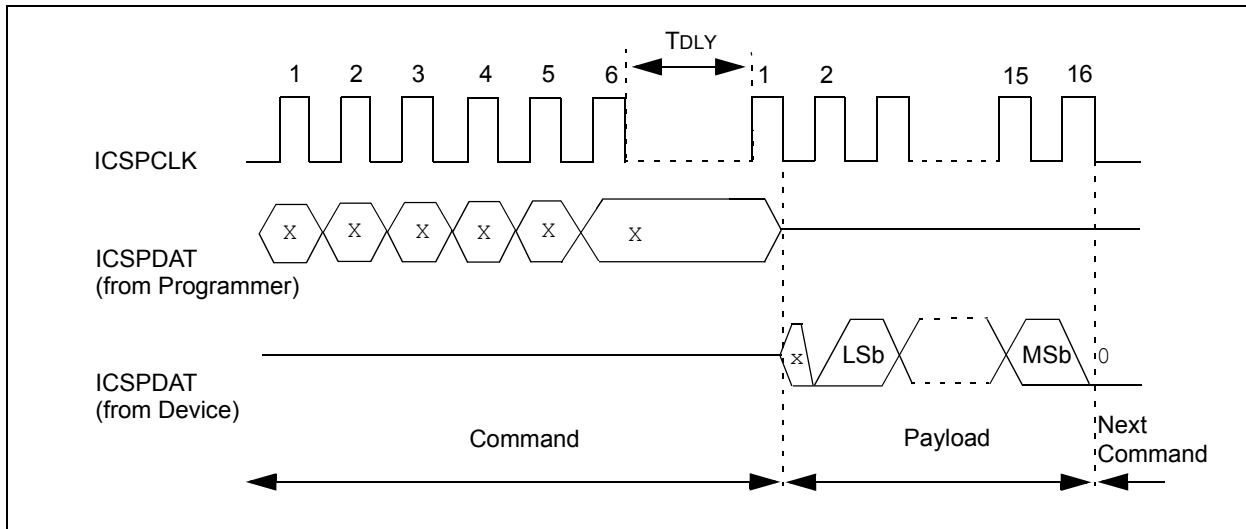 TDLY
1 2 3 4 5 6 1 2 15 16
ICSPCLK
X X X X X X
ICSPDAT
(from Programmer)
x LSb MSb 0
ICSPDAT
(from Device)
Command
Payload
Next
Command